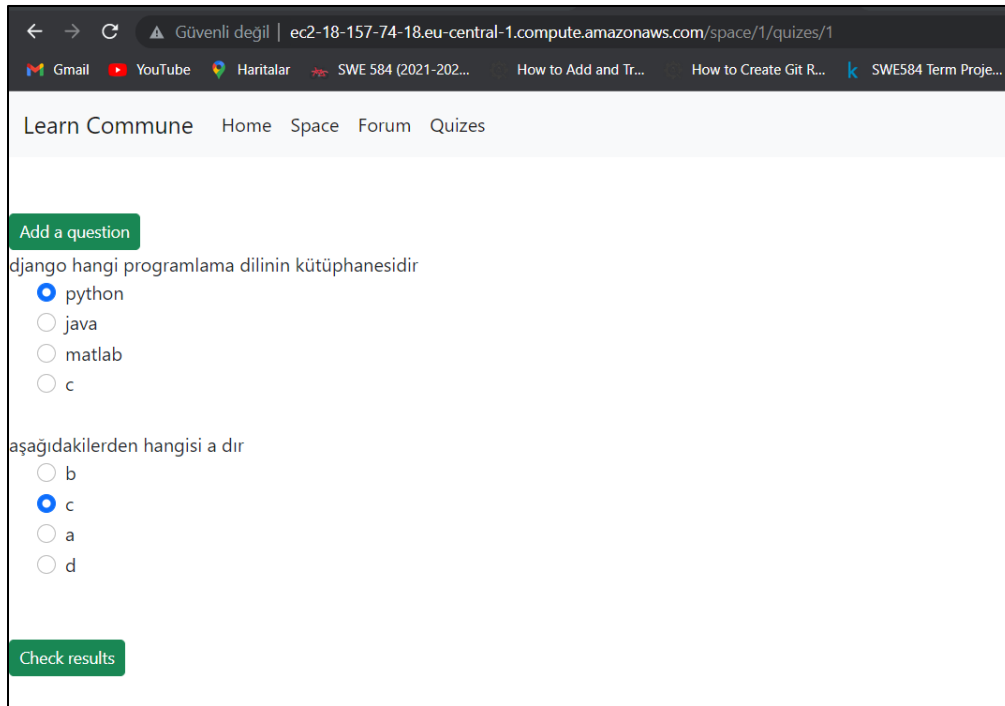 Güvenli değil | ec2-18-157-74-18.eu-central-1.compute.amazonaws.com/space/1/quizes/1
Gmail YouTube Haritalar SWE 584 (2021-202... How to Add and Tr... How to Create Git R... k SWE584 Term Proje...
Learn Commune Home Space Forum Quizes
Add a question
django hangi programlama dilinin kütüphanesidir
python
java
matlab
c
aşağıdakilerden hangisi a dır
b
c
a
d
Check results